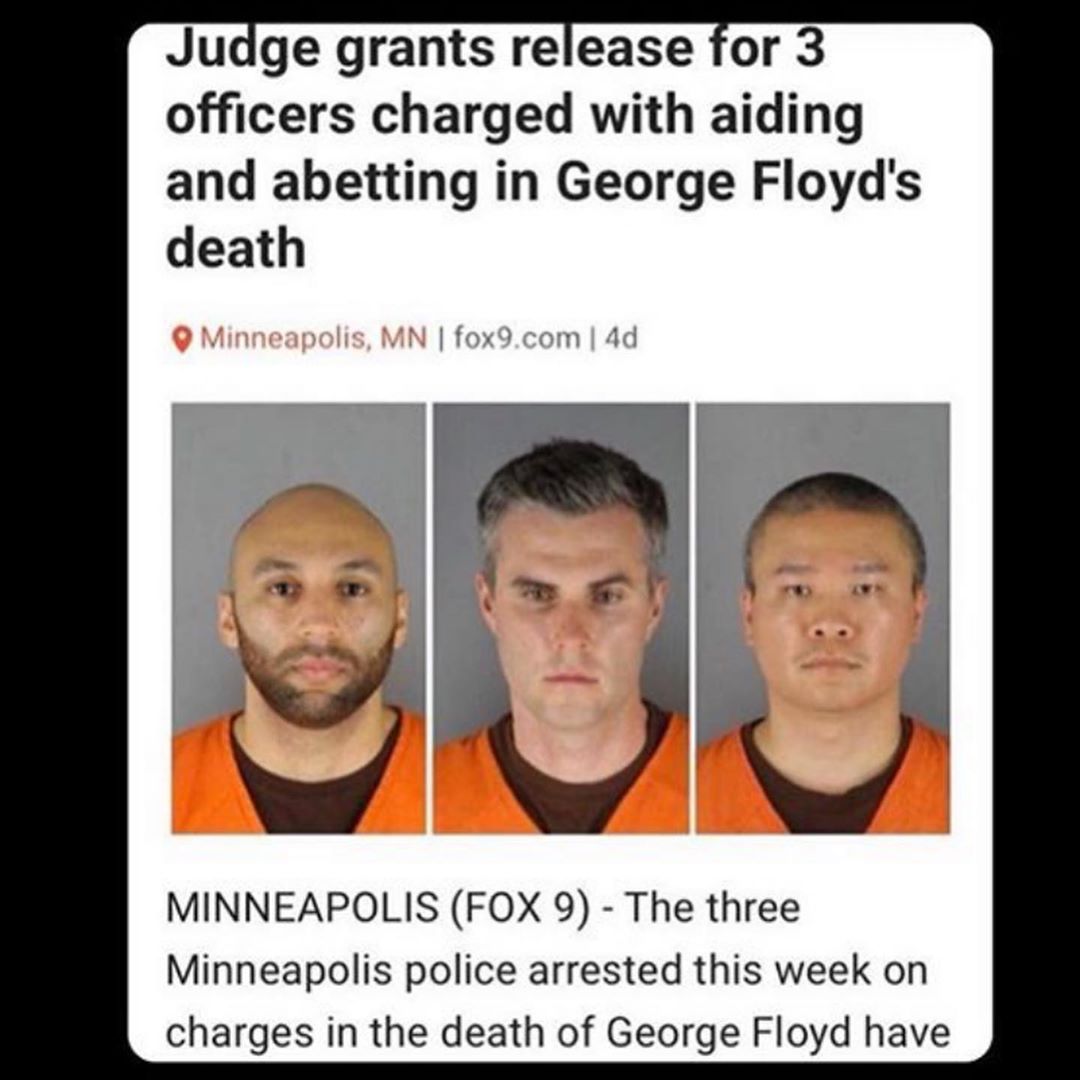 Judge grants release for 3
officers charged with aiding
and abetting in George Floyd's
death
Minneapolis, MN | fox9.com | 4d
MINNEAPOLIS (FOX 9) - The three
Minneapolis police arrested this week on
charges in the death of George Floyd have